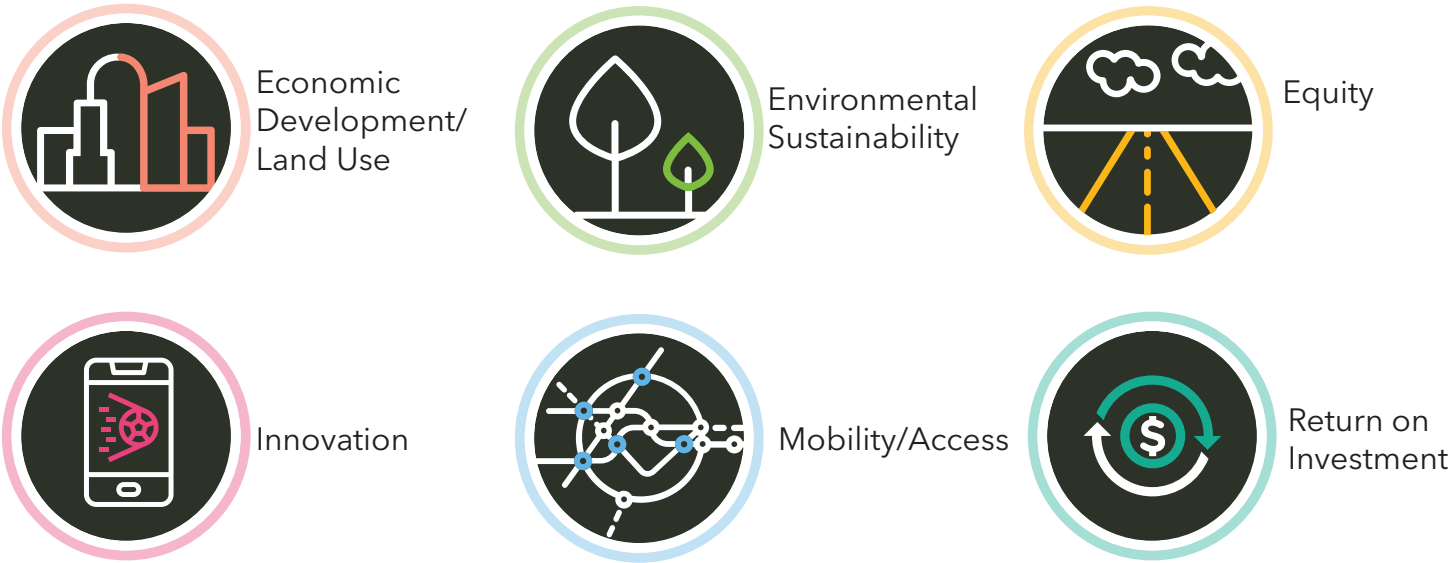 Economic
Development/
Land Use
Environmental
Sustainability
Equity
Innovation
Mobility/Access
$
Return on
Investment